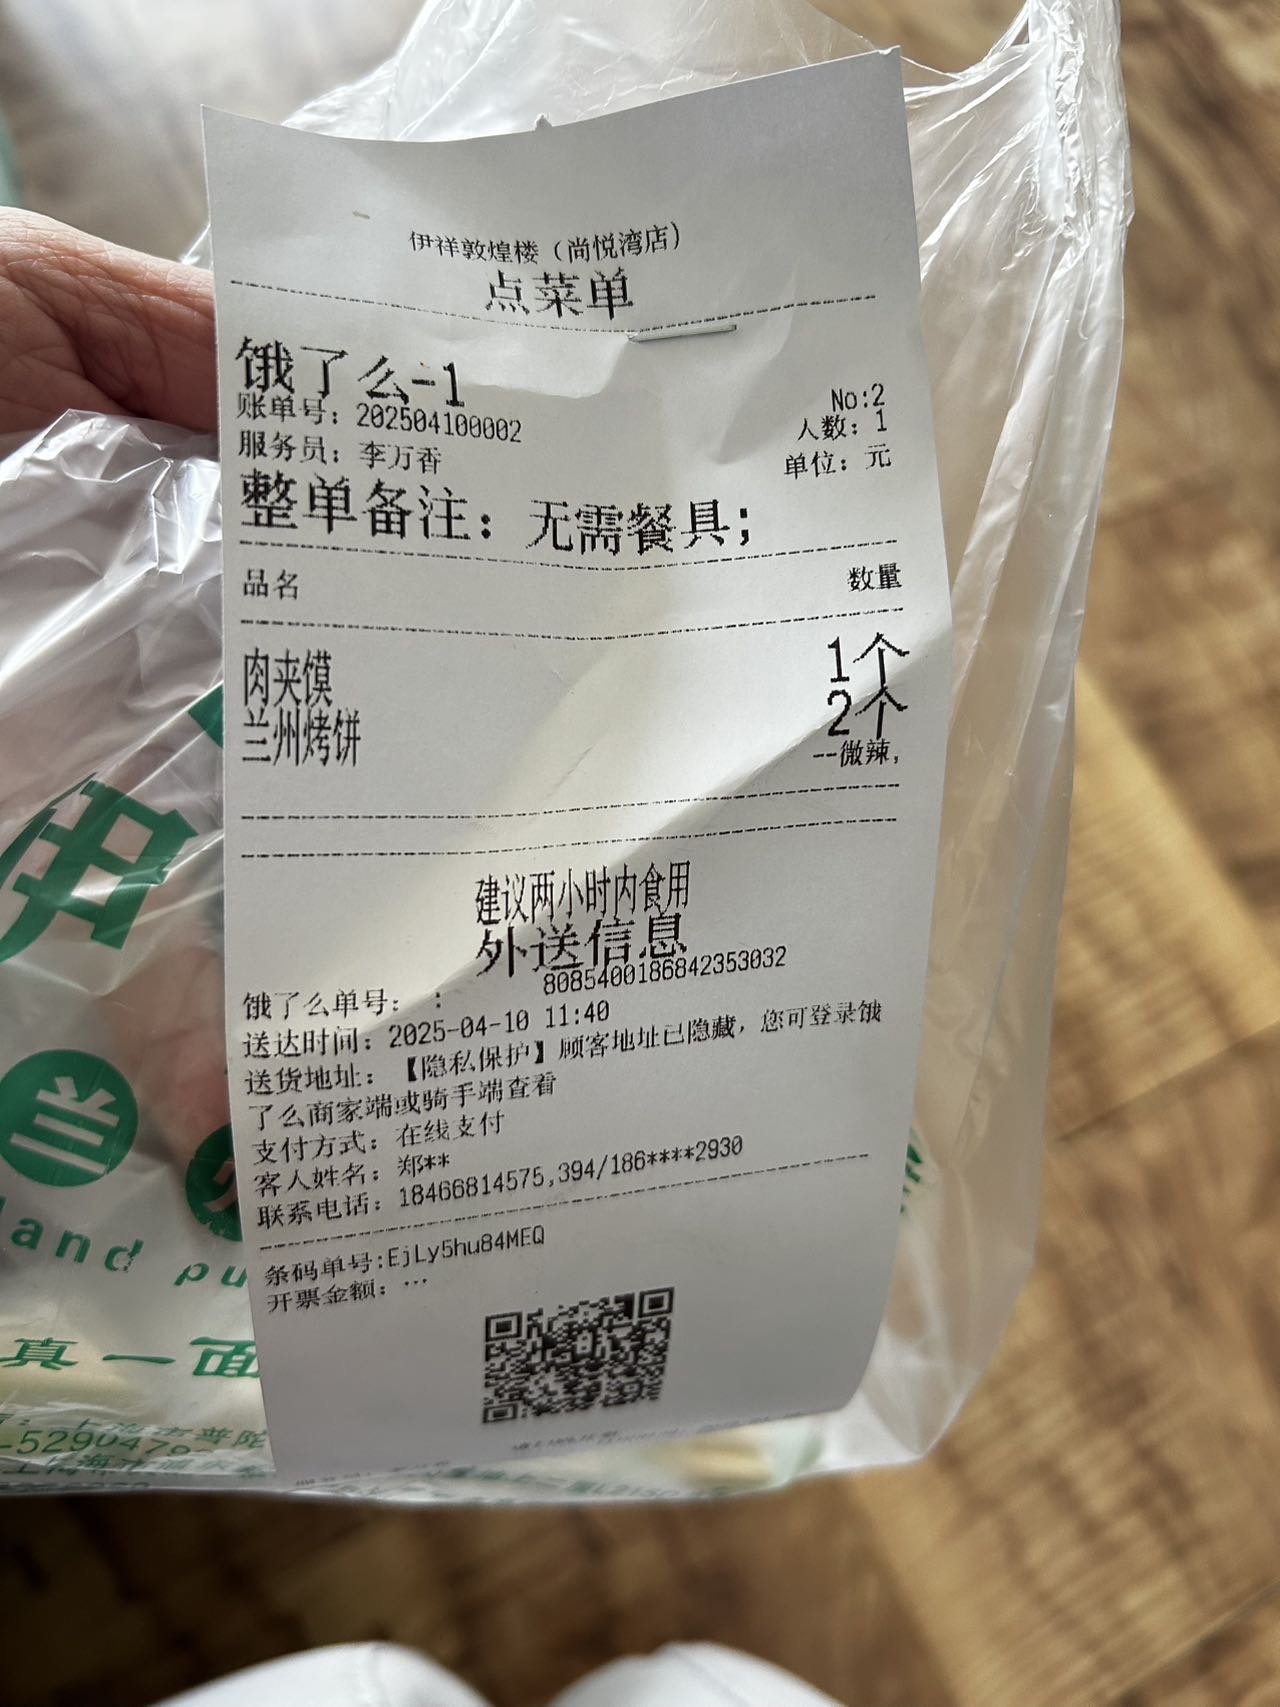 伊祥敦煌楼（尚悦湾店）
点菜单
饿了么-1
No:2
账单号：202504100002
人数：1
服务员：李万香
单位：元
整单备注：无需餐具；
品名
数量
肉夹馍
1个
兰州烤饼
2个
--微辣,
建议两小时内食用
外送信息
饿了么单号：：
8085400186842353032
送达时间：2025-04-10 11:40
送货地址：【隐私保护】顾客地址已隐藏，您可登录饿
了么商家端或骑手端查看
支付方式：在线支付
客人姓名：郑**
联系电话：18466814575,394/186****2930
条码单号:EjLy5hu84MEQ
开票金额：...
伊
兰
land pu
真一面